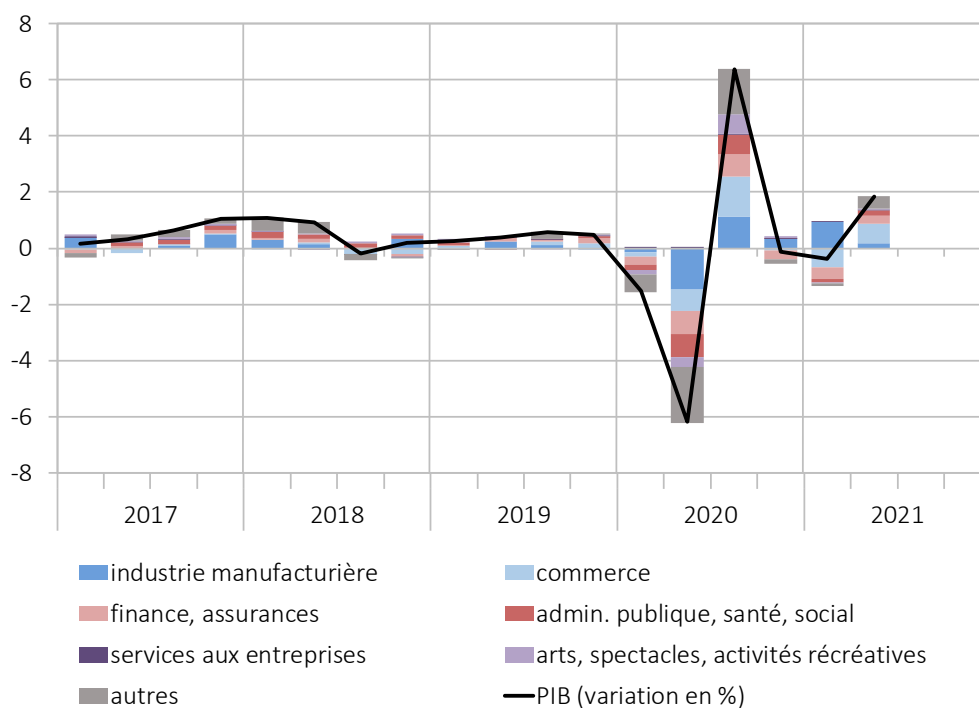 8
6
4
2
0
-2
-4
-6
-8
2017 2018 2019 2020 2021
industrie manufacturière commerce
finance, assurances admin. publique, santé, social
services aux entreprises arts, spectacles, activités récréatives
autres PIB (variation en %)